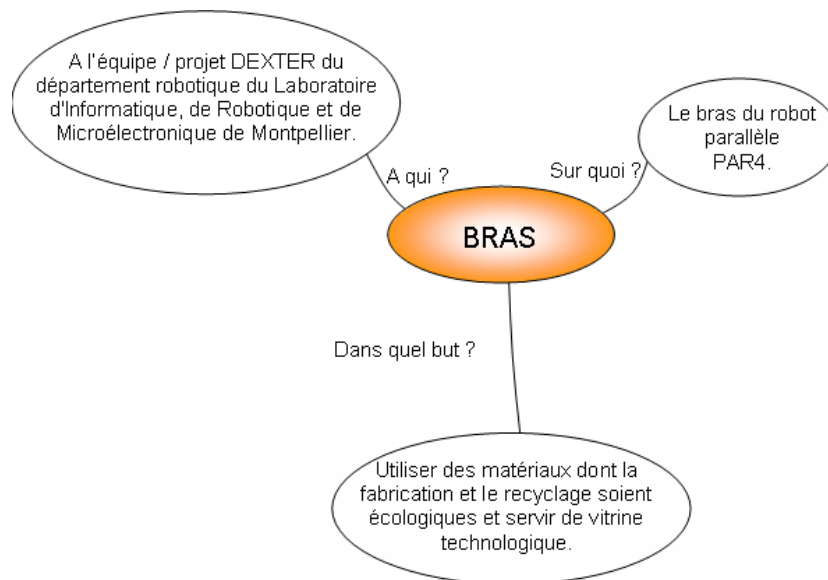 A l'équipe / projet DEXTER du
département robotique du Laboratoire
d'Informatique, de Robotique et de
Microélectronique de Montpellier.
Le bras du robot
parallèle
PAR4.
A qui ?
Sur quoi ?
BRAS
Dans quel but ?
Utiliser des matériaux dont la
fabrication et le recyclage soient
écologiques et servir de vitrine
technologique.